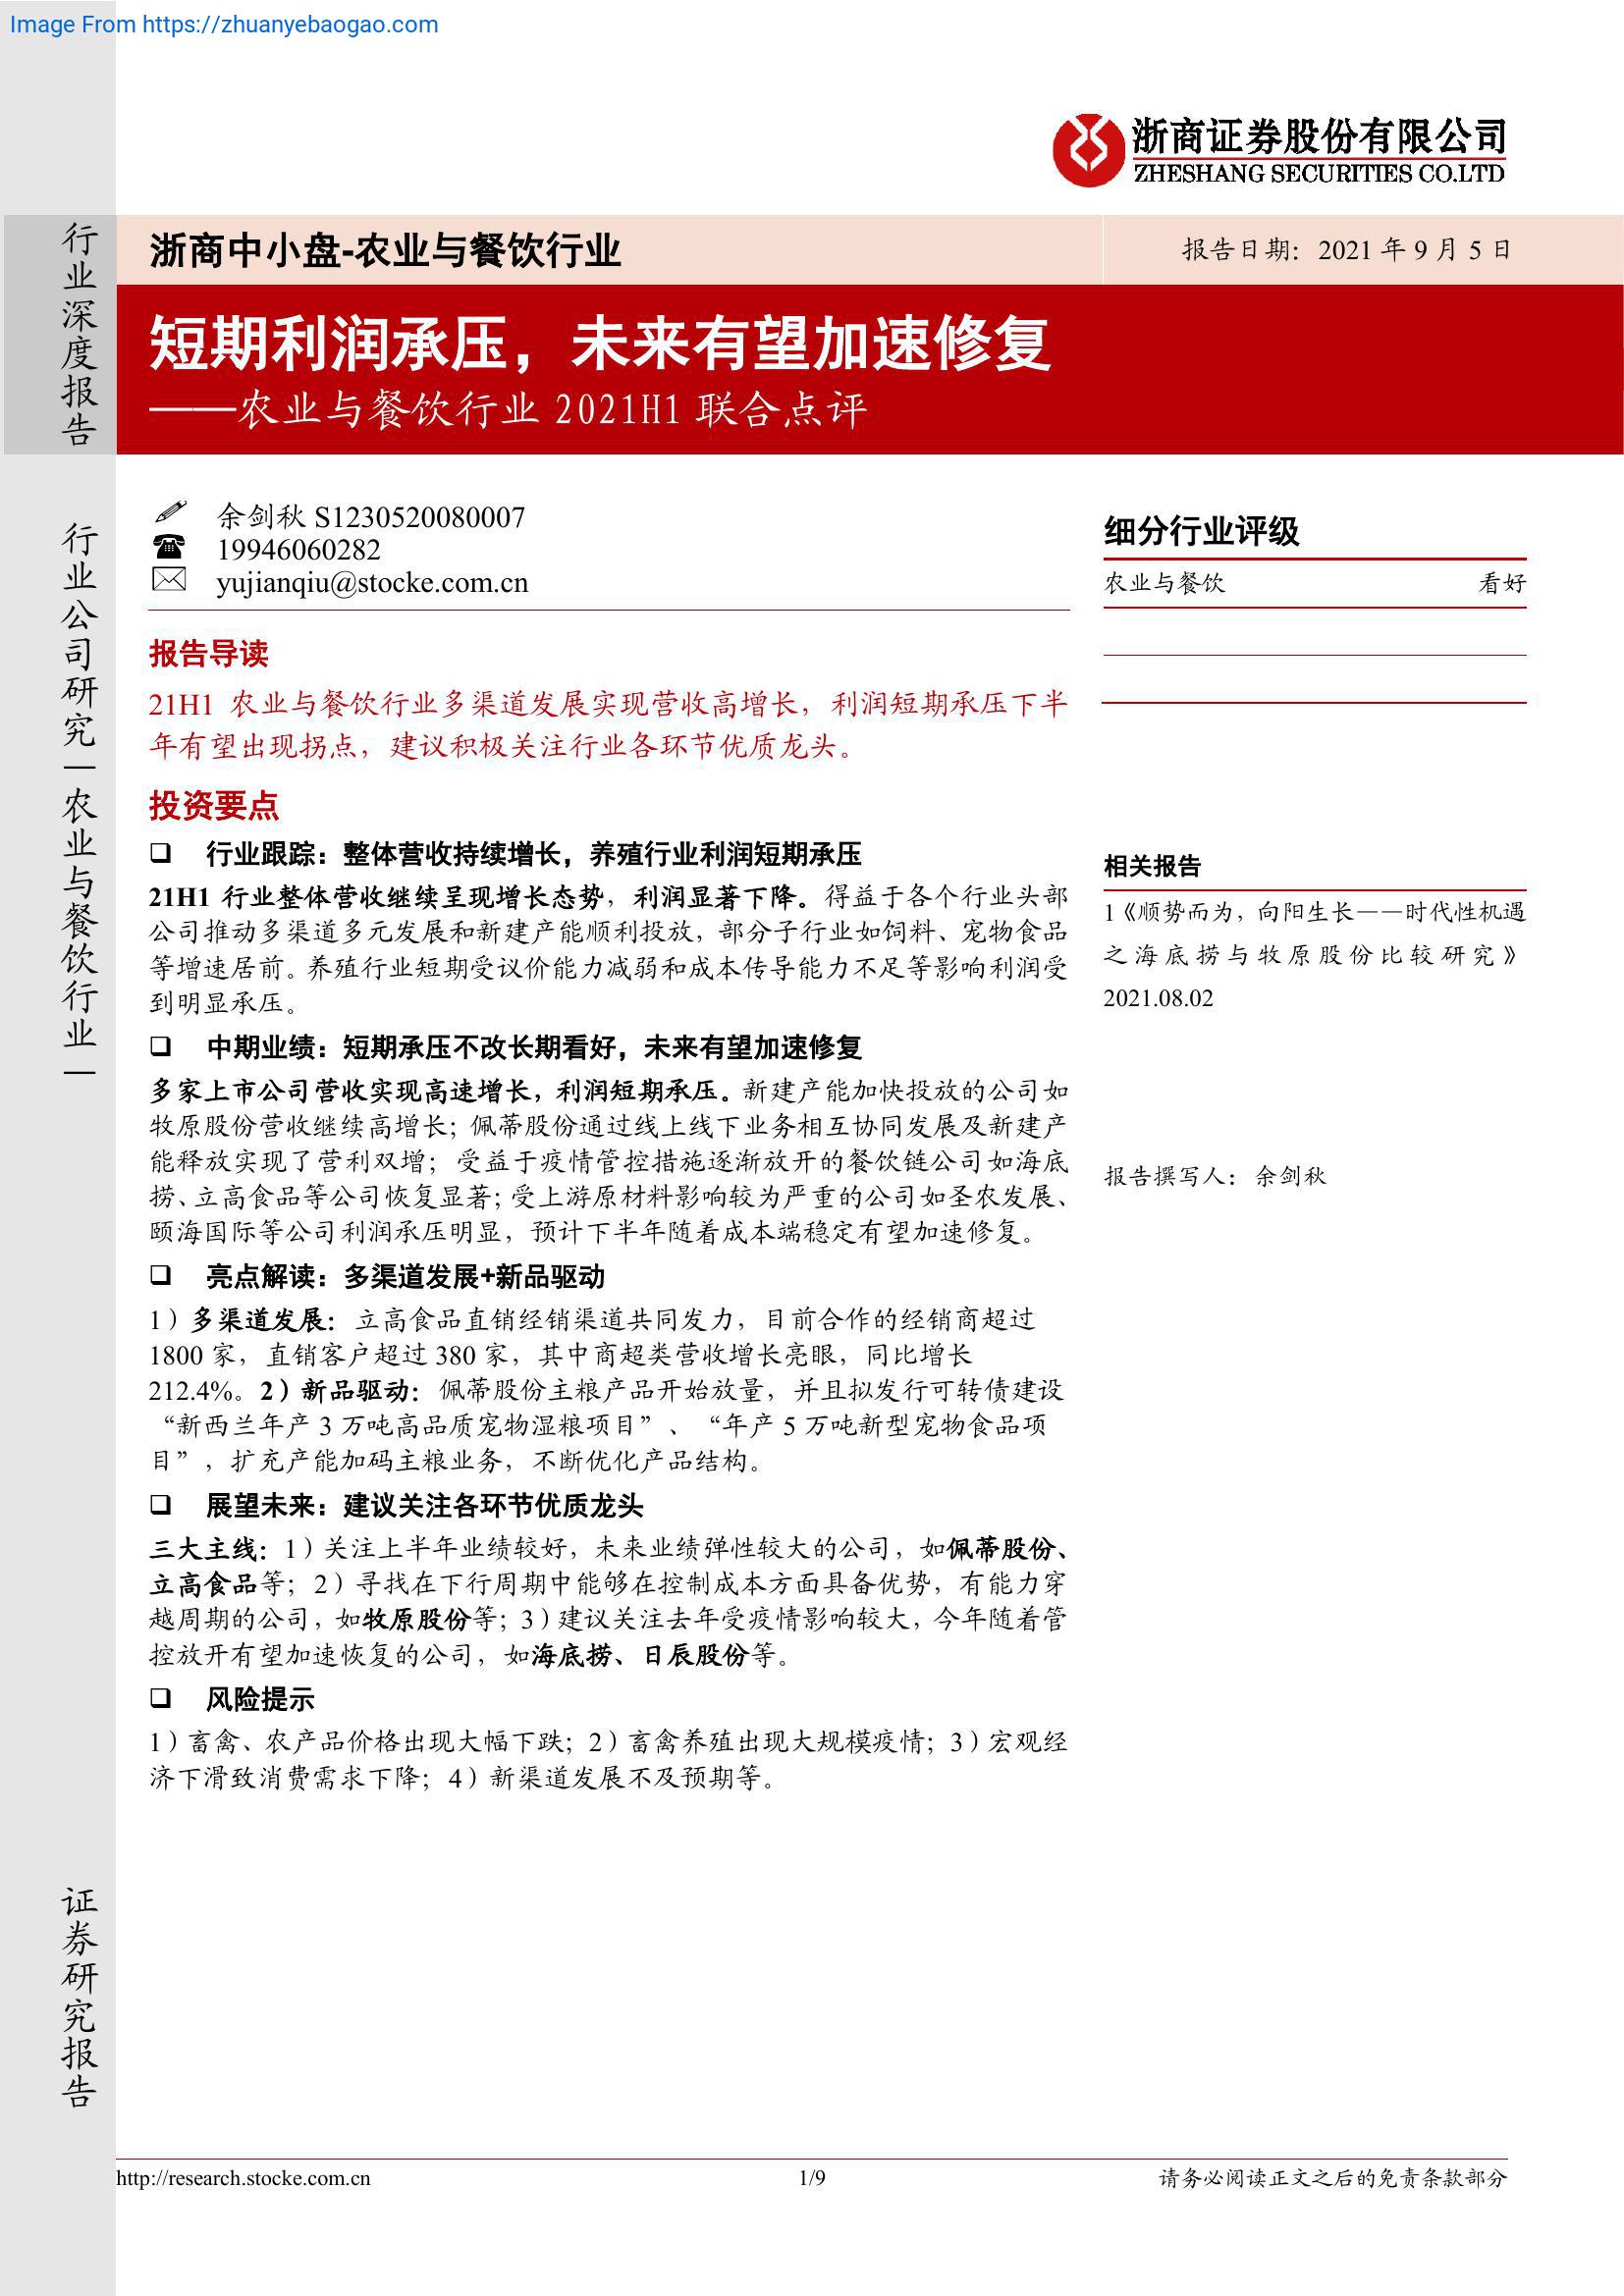 Image From https://zhuanyebaogao.com
浙商证券股份有限公司
ZHESHANG SECURITIES CO.LTD
浙商中小盘-农业与餐饮行业
报告日期：2021 年 9 月 5 日
短期利润承压，未来有望加速修复
——农业与餐饮行业 2021H1 联合点评
行业深度报告
行业公司研究｜农业与餐饮行业｜
证券研究报告
余剑秋 S1230520080007
19946060282
yujianqiu@stocke.com.cn
报告导读
21H1 农业与餐饮行业多渠道发展实现营收高增长，利润短期承压下半
年有望出现拐点，建议积极关注行业各环节优质龙头。
投资要点
❑ 行业跟踪：整体营收持续增长，养殖行业利润短期承压
21H1 行业整体营收继续呈现增长态势，利润显著下降。得益于各个行业头部
公司推动多渠道多元发展和新建产能顺利投放，部分子行业如饲料、宠物食品
等增速居前。养殖行业短期受议价能力减弱和成本传导能力不足等影响利润受
到明显承压。
❑ 中期业绩：短期承压不改长期看好，未来有望加速修复
多家上市公司营收实现高速增长，利润短期承压。新建产能加快投放的公司如
牧原股份营收继续高增长；佩蒂股份通过线上线下业务相互协同发展及新建产
能释放实现了营利双增；受益于疫情管控措施逐渐放开的餐饮链公司如海底
捞、立高食品等公司恢复显著；受上游原材料影响较为严重的公司如圣农发展、
颐海国际等公司利润承压明显，预计下半年随着成本端稳定有望加速修复。
❑ 亮点解读：多渠道发展+新品驱动
1）多渠道发展：立高食品直销经销渠道共同发力，目前合作的经销商超过
1800 家，直销客户超过 380 家，其中商超类营收增长亮眼，同比增长
212.4%。2）新品驱动：佩蒂股份主粮产品开始放量，并且拟发行可转债建设
“新西兰年产 3 万吨高品质宠物湿粮项目”、“年产 5 万吨新型宠物食品项
目”，扩充产能加码主粮业务，不断优化产品结构。
❑ 展望未来：建议关注各环节优质龙头
三大主线：1）关注上半年业绩较好，未来业绩弹性较大的公司，如佩蒂股份、
立高食品等；2）寻找在下行周期中能够在控制成本方面具备优势，有能力穿
越周期的公司，如牧原股份等；3）建议关注去年受疫情影响较大，今年随着管
控放开有望加速恢复的公司，如海底捞、日辰股份等。
❑ 风险提示
1）畜禽、农产品价格出现大幅下跌；2）畜禽养殖出现大规模疫情；3）宏观经
济下滑致消费需求下降；4）新渠道发展不及预期等。
细分行业评级
农业与餐饮 看好
相关报告
1《顺势而为，向阳生长——时代性机遇
之海底捞与牧原股份比较研究》
2021.08.02
报告撰写人：余剑秋
http://research.stocke.com.cn
1/9
请务必阅读正文之后的免责条款部分